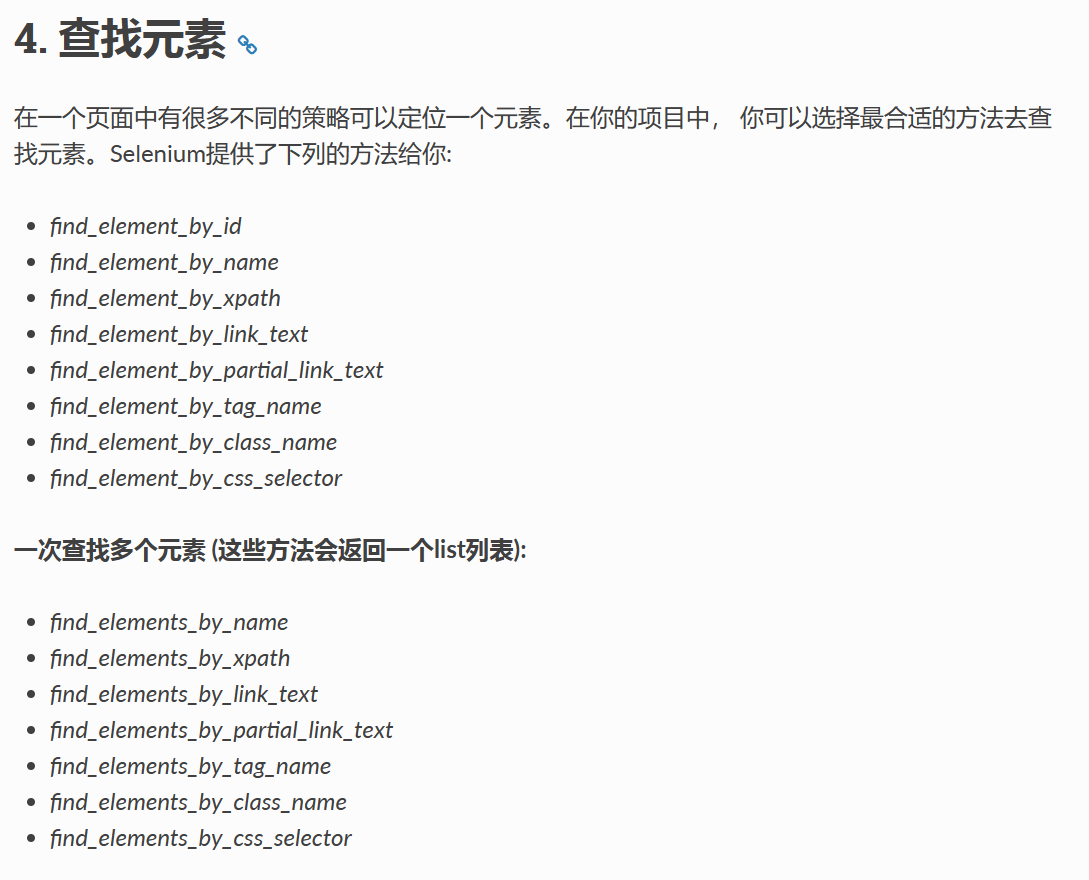 4. 查找元素
在一个页面中有很多不同的策略可以定位一个元素。在你的项目中， 你可以选择最合适的方法去查
找元素。Selenium提供了下列的方法给你:
• find_element_by_id
• find_element_by_name
• find_element_by_xpath
• find_element_by_link_text
• find_element_by_partial_link_text
• find_element_by_tag_name
• find_element_by_class_name
• find_element_by_css_selector
一次查找多个元素 (这些方法会返回一个list列表):
• find_elements_by_name
• find_elements_by_xpath
• find_elements_by_link_text
• find_elements_by_partial_link_text
• find_elements_by_tag_name
• find_elements_by_class_name
• find_elements_by_css_selector